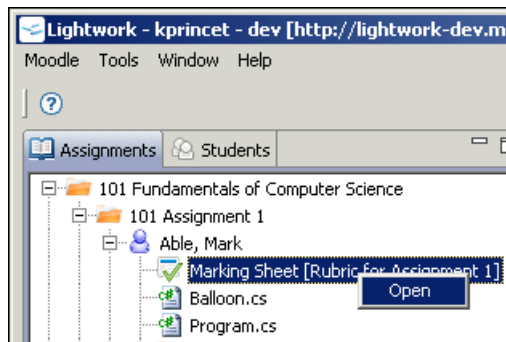 Lightwork - kprincet - dev [http://lightwork-dev.m
Moodle Tools Window Help
Assignments Students
101 Fundamentals of Computer Science
101 Assignment 1
Able, Mark
Marking Sheet [Rubric for Assignment 1]
Open
Balloon.cs
Program.cs